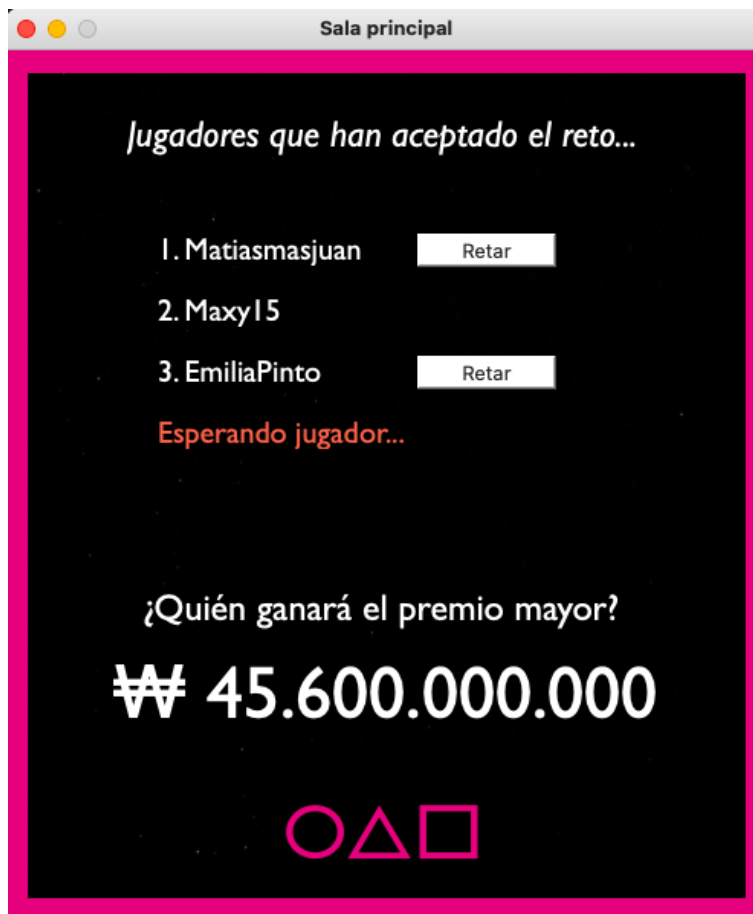 Sala principal
Jugadores que han aceptado el reto...
1. Matiasmasjuan Retar
2. Maxy15
3. EmiliaPinto Retar
Esperando jugador...
¿Quién ganará el premio mayor?
₩ 45.600.000.000